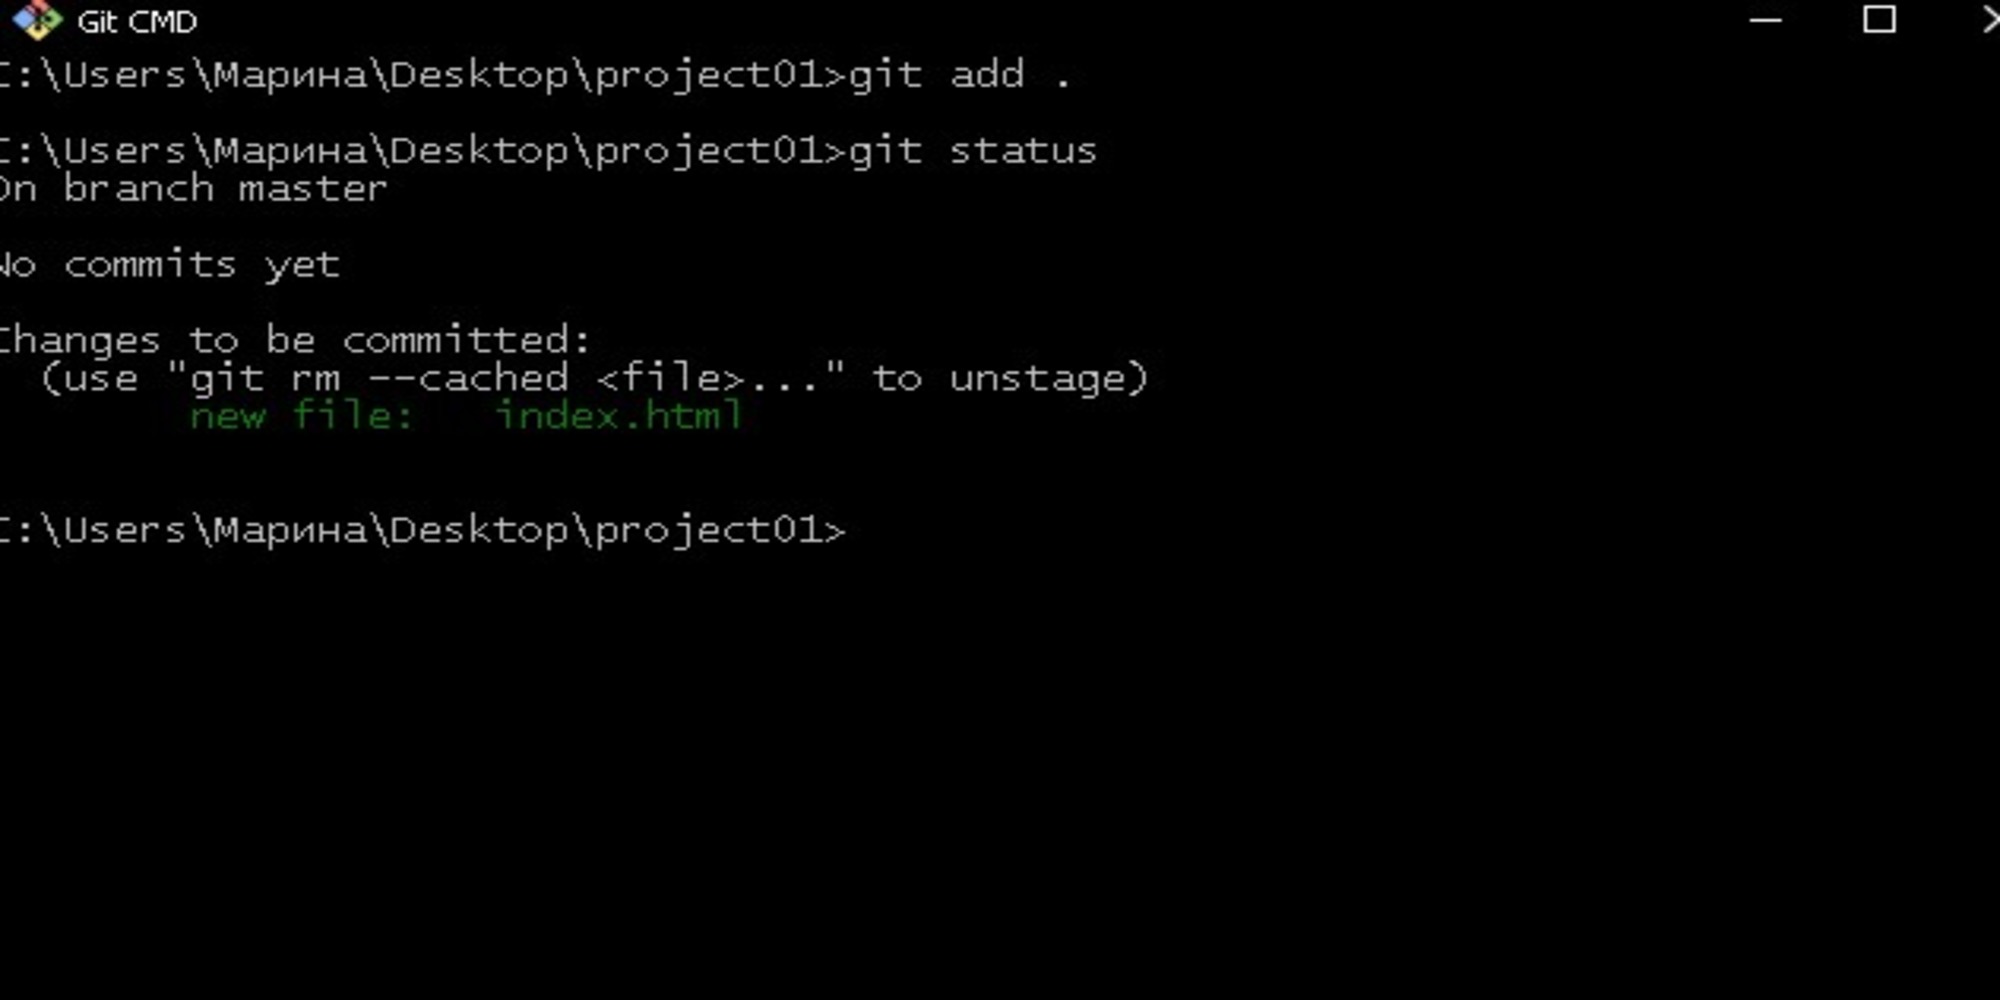 Git CMD
C:\Users\Марина\Desktop\project01>git add .
C:\Users\Марина\Desktop\project01>git status
On branch master
No commits yet
Changes to be committed:
(use "git rm --cached <file>..." to unstage)
new file: index.html
C:\Users\Марина\Desktop\project01>